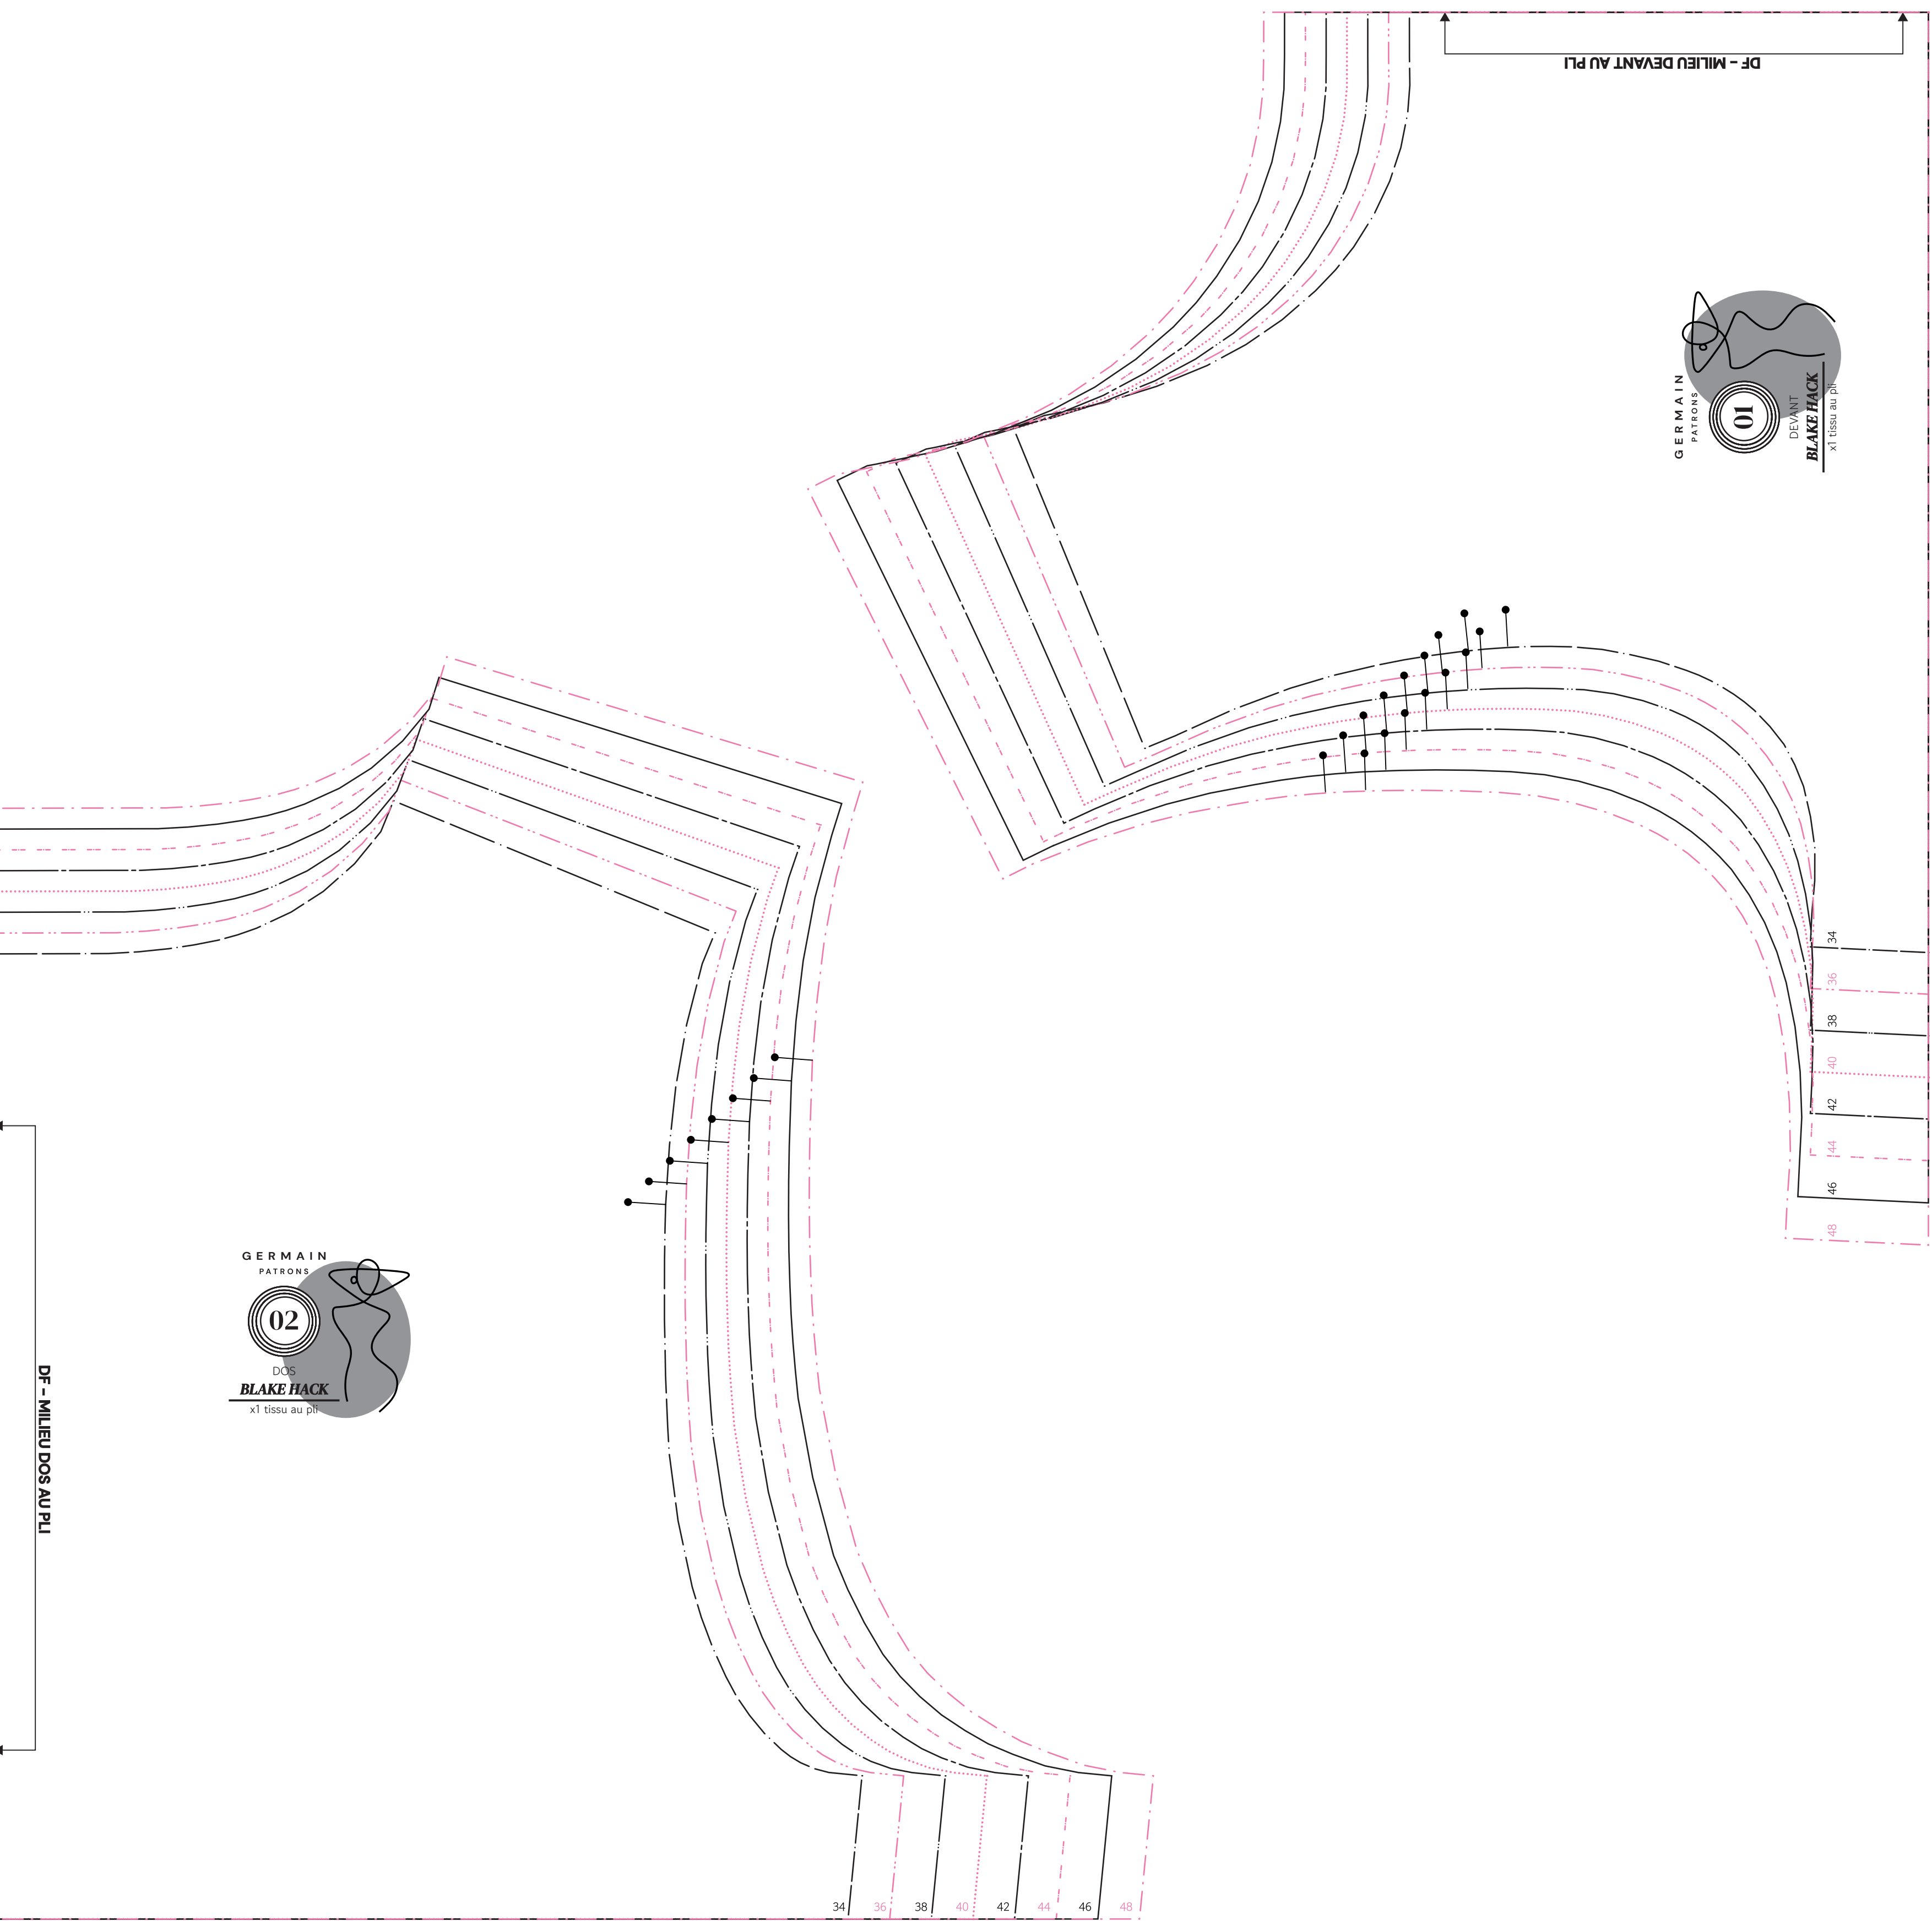 DF - MILIEU DEVANT AU PLI
GERMAIN
PATRONS
01
DEVANT
BLAKE HACK
x1 tissu au pli
34
36
38
40
42
44
46
48
GERMAIN
PATRONS
02
DOS
BLAKE HACK
x1 tissu au pli
DF - MILIEU DOS AU PLI
34 36 38 40 42 44 46 48